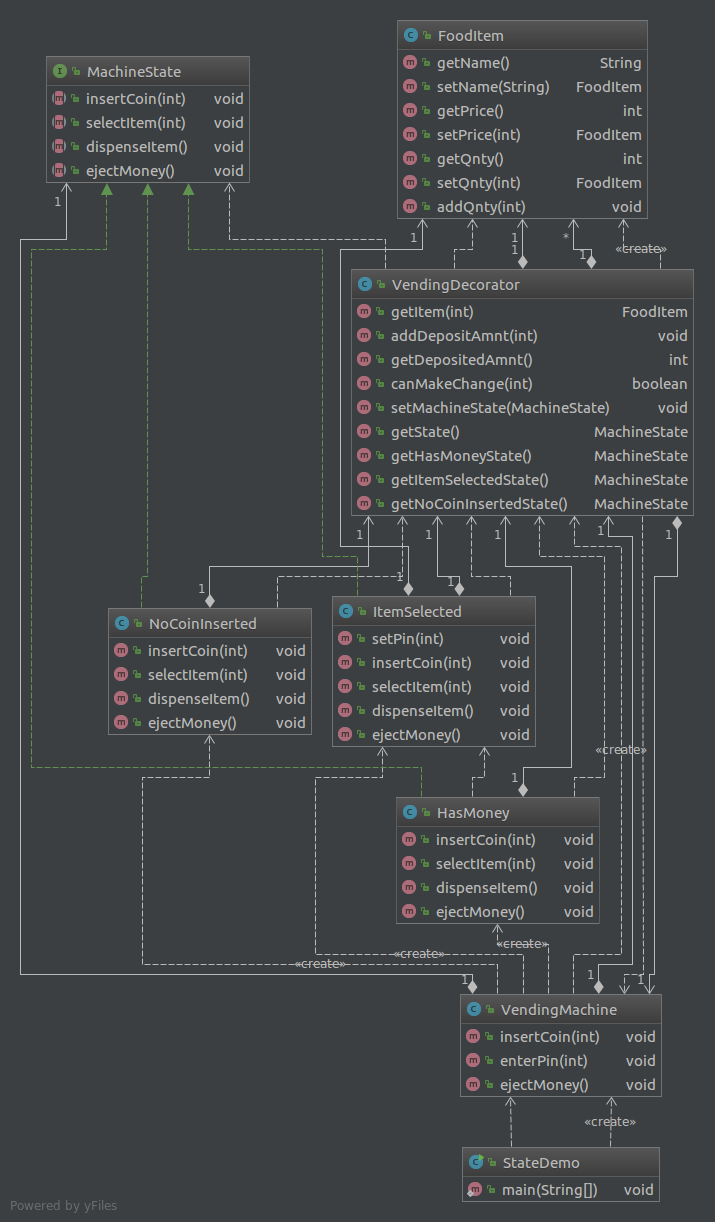 FoodItem
getName() String
setName(String) FoodItem
getPrice() int
setPrice(int) FoodItem
getQnty() int
setQnty(int) FoodItem
addQnty(int) void
MachineState
insertCoin(int) void
selectItem(int) void
dispenseItem() void
ejectMoney() void
1
1
1
*
1
1
«create»
VendingDecorator
getItem(int) FoodItem
addDepositAmnt(int) void
getDepositedAmnt() int
canMakeChange(int) boolean
setMachineState(MachineState) void
getState() MachineState
getHasMoneyState() MachineState
getItemSelectedState() MachineState
getNoCoinInsertedState() MachineState
1
1
1
1
1
1
1
1
NoCoinInserted
insertCoin(int) void
selectItem(int) void
dispenseItem() void
ejectMoney() void
ItemSelected
setPin(int) void
insertCoin(int) void
selectItem(int) void
dispenseItem() void
ejectMoney() void
«create»
1
HasMoney
insertCoin(int) void
selectItem(int) void
dispenseItem() void
ejectMoney() void
«create»
«create»
«create»
1
1
1
VendingMachine
insertCoin(int) void
enterPin(int) void
ejectMoney() void
«create»
StateDemo
main(String[]) void
Powered by yFiles